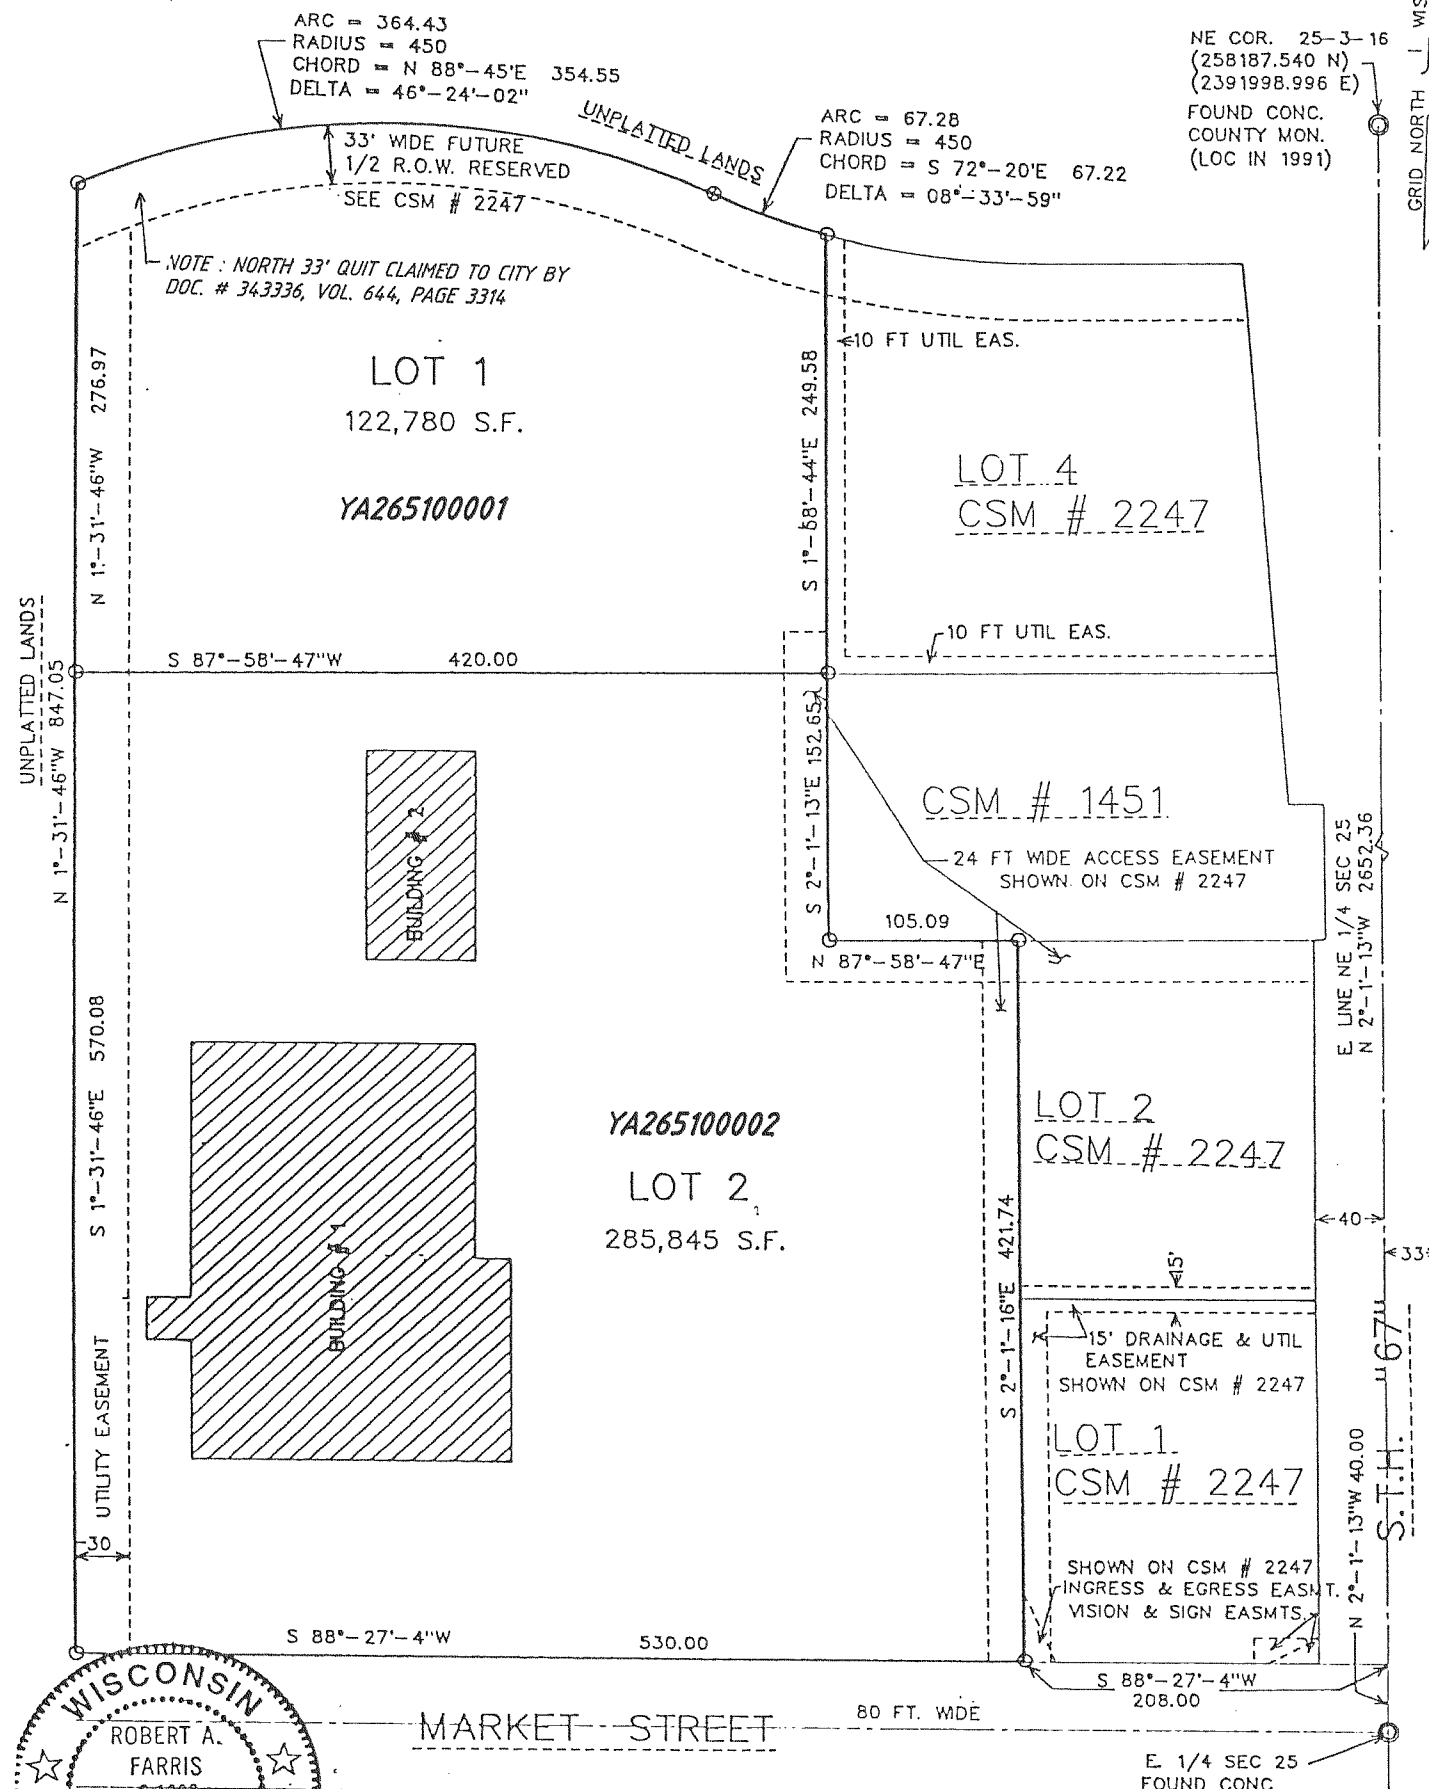 ARC = 364.43
RADIUS = 450
CHORD = N 88°-45'E 354.55
DELTA = 46°-24'-02"
UNPLATTED LANDS
ARC = 67.28
RADIUS = 450
CHORD = S 72°-20'E 67.22
DELTA = 08°-33'-59"
NE COR. 25-3-16
(258187.540 N)
(2391998.996 E)
FOUND CONC.
COUNTY MON.
(LOC IN 1991)
GRID NORTH
33' WIDE FUTURE
1/2 R.O.W. RESERVED
SEE CSM # 2247
NOTE : NORTH 33' QUIT CLAIMED TO CITY BY
DOC. # 343336, VOL. 644, PAGE 3314
LOT 1
122,780 S.F.
YA265100001
N 1°-31'-46"W 276.97
249.58
10 FT UTIL EAS.
LOT 4
CSM # 2247
10 FT UTIL EAS.
S 87°-58'-47"W 420.00
UNPLATTED LANDS
N 1°-31'-46"W 847.05
S 2°-1'-13"E 152.65
CSM # 1451
24 FT WIDE ACCESS EASEMENT
SHOWN ON CSM # 2247
105.09
N 87°-58'-47"E
E LINE NE 1/4 SEC 25
N 2°-1'-13"W 2652.36
BUILDING # 2
S 1°-31'-46"E 570.08
BUILDING # 1
YA265100002
LOT 2
285,845 S.F.
LOT 2
CSM # 2247
40
33
S 2°-1'-16"E 421.74
15'
15' DRAINAGE & UTIL
EASEMENT
SHOWN ON CSM # 2247
LOT 1
CSM # 2247
S.T.H. "67"
N 2°-1'-13"W 40.00
UTILITY EASEMENT
30
SHOWN ON CSM # 2247
INGRESS & EGRESS EASMT.
VISION & SIGN EASMTS.
S 88°-27'-4"W 530.00
S 88°-27'-4"W
208.00
MARKET STREET
80 FT. WIDE
WISCONSIN
ROBERT A.
FARRIS
E 1/4 SEC 25
FOUND CONC